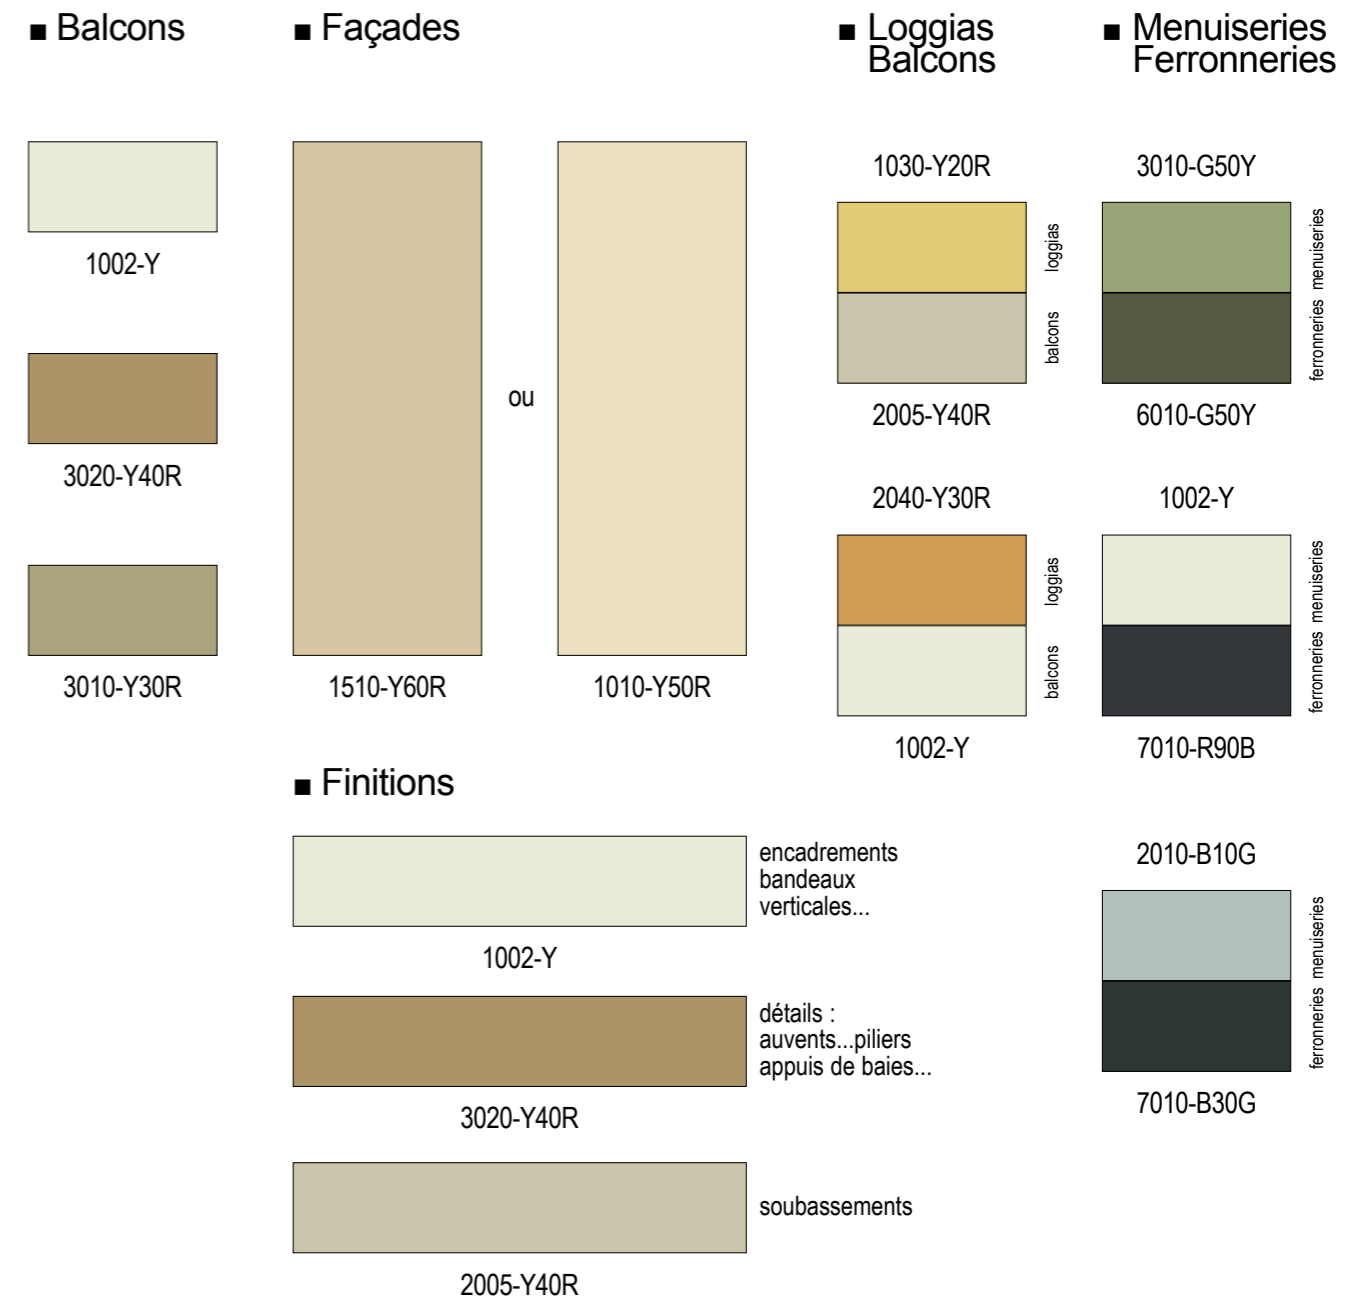 ■ Balcons
1002-Y
3020-Y40R
3010-Y30R
■ Façades
ou
1510-Y60R
1010-Y50R
■ Finitions
encadrements
bandeaux
verticales...
1002-Y
détails :
auvents...piliers
appuis de baies...
3020-Y40R
soubassements
2005-Y40R
■ Loggias
Balcons
1030-Y20R
loggias
balcons
2005-Y40R
2040-Y30R
loggias
balcons
1002-Y
■ Menuiseries
Ferronneries
3010-G50Y
menuiseries
ferronneries
6010-G50Y
1002-Y
menuiseries
ferronneries
7010-R90B
2010-B10G
menuiseries
ferronneries
7010-B30G